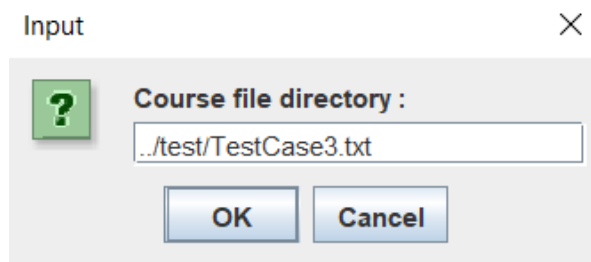 Input
Course file directory :
../test/TestCase3.txt
OK Cancel